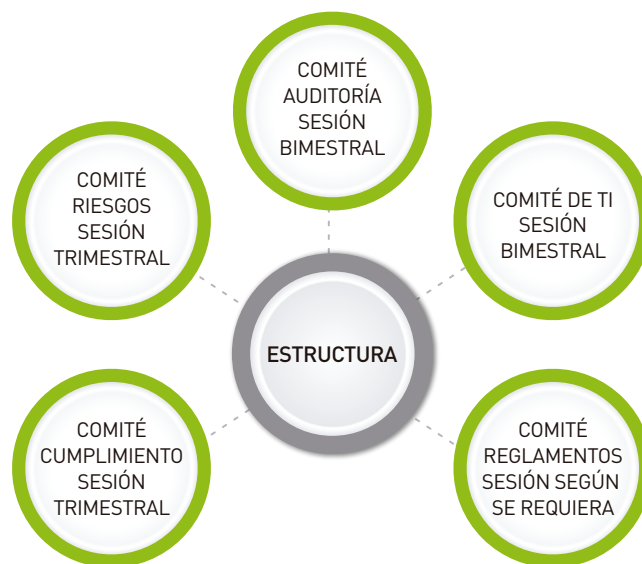 COMITÉ
AUDITORÍA
SESIÓN
BIMESTRAL
COMITÉ
RIESGOS
SESIÓN
TRIMESTRAL
COMITÉ DE TI
SESIÓN
BIMESTRAL
ESTRUCTURA
COMITÉ
CUMPLIMIENTO
SESIÓN
TRIMESTRAL
COMITÉ
REGLAMENTOS
SESIÓN SEGÚN
SE REQUIERA